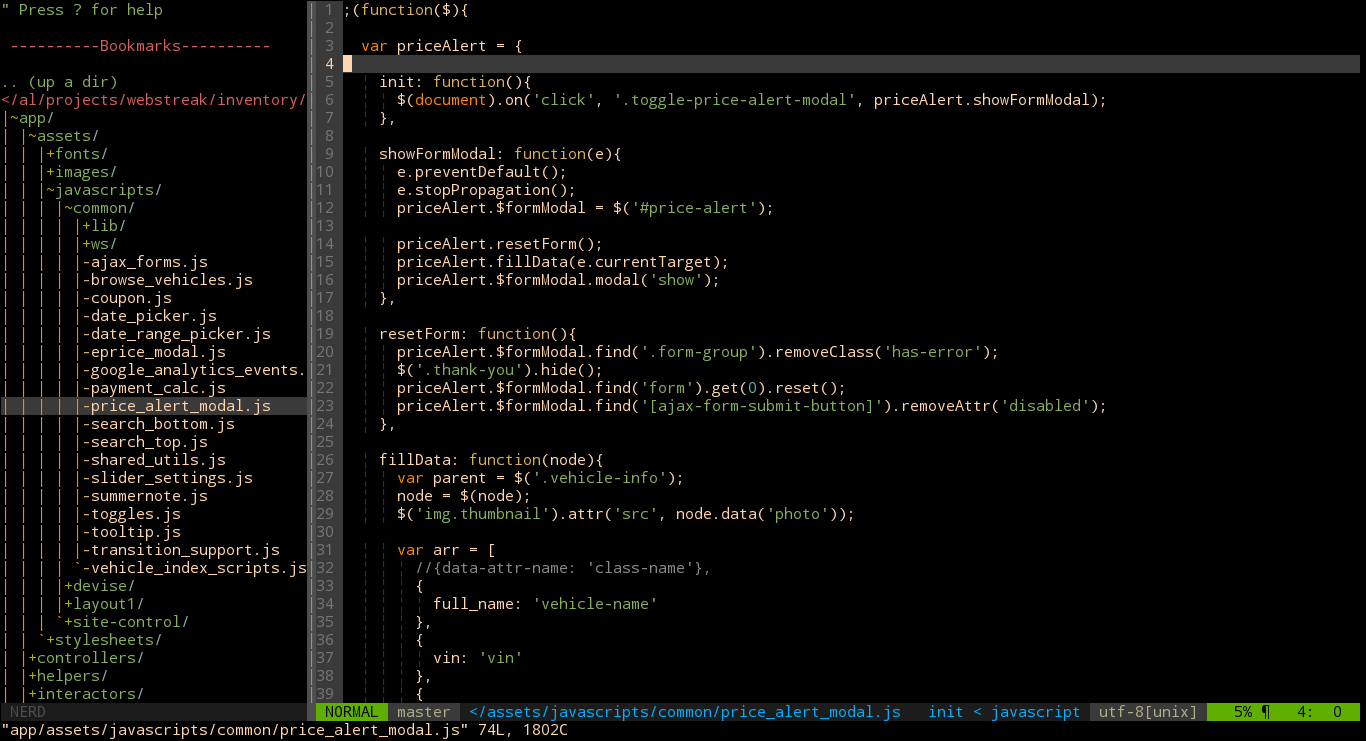 " Press ? for help
----------Bookmarks----------
.. (up a dir)
</al/projects/webstreak/inventory/
|~app/
| |~assets/
| | |+fonts/
| | |+images/
| | |~javascripts/
| | | |~common/
| | | | |+lib/
| | | | |+ws/
| | | | |-ajax_forms.js
| | | | |-browse_vehicles.js
| | | | |-coupon.js
| | | | |-date_picker.js
| | | | |-date_range_picker.js
| | | | |-eprice_modal.js
| | | | |-google_analytics_events.
| | | | |-payment_calc.js
| | | | |-price_alert_modal.js
| | | | |-search_bottom.js
| | | | |-search_top.js
| | | | |-shared_utils.js
| | | | |-slider_settings.js
| | | | |-summernote.js
| | | | |-toggles.js
| | | | |-tooltip.js
| | | | |-transition_support.js
| | | | `-vehicle_index_scripts.js
| | | |+devise/
| | | |+layout1/
| | | `+site-control/
| | `+stylesheets/
| |+controllers/
| |+helpers/
| |+interactors/
NERD
1 ;(function($){
2
3   var priceAlert = {
4
5     init: function(){
6       $(document).on('click', '.toggle-price-alert-modal', priceAlert.showFormModal);
7     },
8
9     showFormModal: function(e){
10       e.preventDefault();
11       e.stopPropagation();
12       priceAlert.$formModal = $('#price-alert');
13
14       priceAlert.resetForm();
15       priceAlert.fillData(e.currentTarget);
16       priceAlert.$formModal.modal('show');
17     },
18
19     resetForm: function(){
20       priceAlert.$formModal.find('.form-group').removeClass('has-error');
21       $('.thank-you').hide();
22       priceAlert.$formModal.find('form').get(0).reset();
23       priceAlert.$formModal.find('[ajax-form-submit-button]').removeAttr('disabled');
24     },
25
26     fillData: function(node){
27       var parent = $('.vehicle-info');
28       node = $(node);
29       $('img.thumbnail').attr('src', node.data('photo'));
30
31       var arr = [
32         //{data-attr-name: 'class-name'},
33         {
34           full_name: 'vehicle-name'
35         },
36         {
37           vin: 'vin'
38         },
39         {
NORMAL master </assets/javascripts/common/price_alert_modal.js init < javascript utf-8[unix] 5% ¶ 4: 0
"app/assets/javascripts/common/price_alert_modal.js" 74L, 1802C